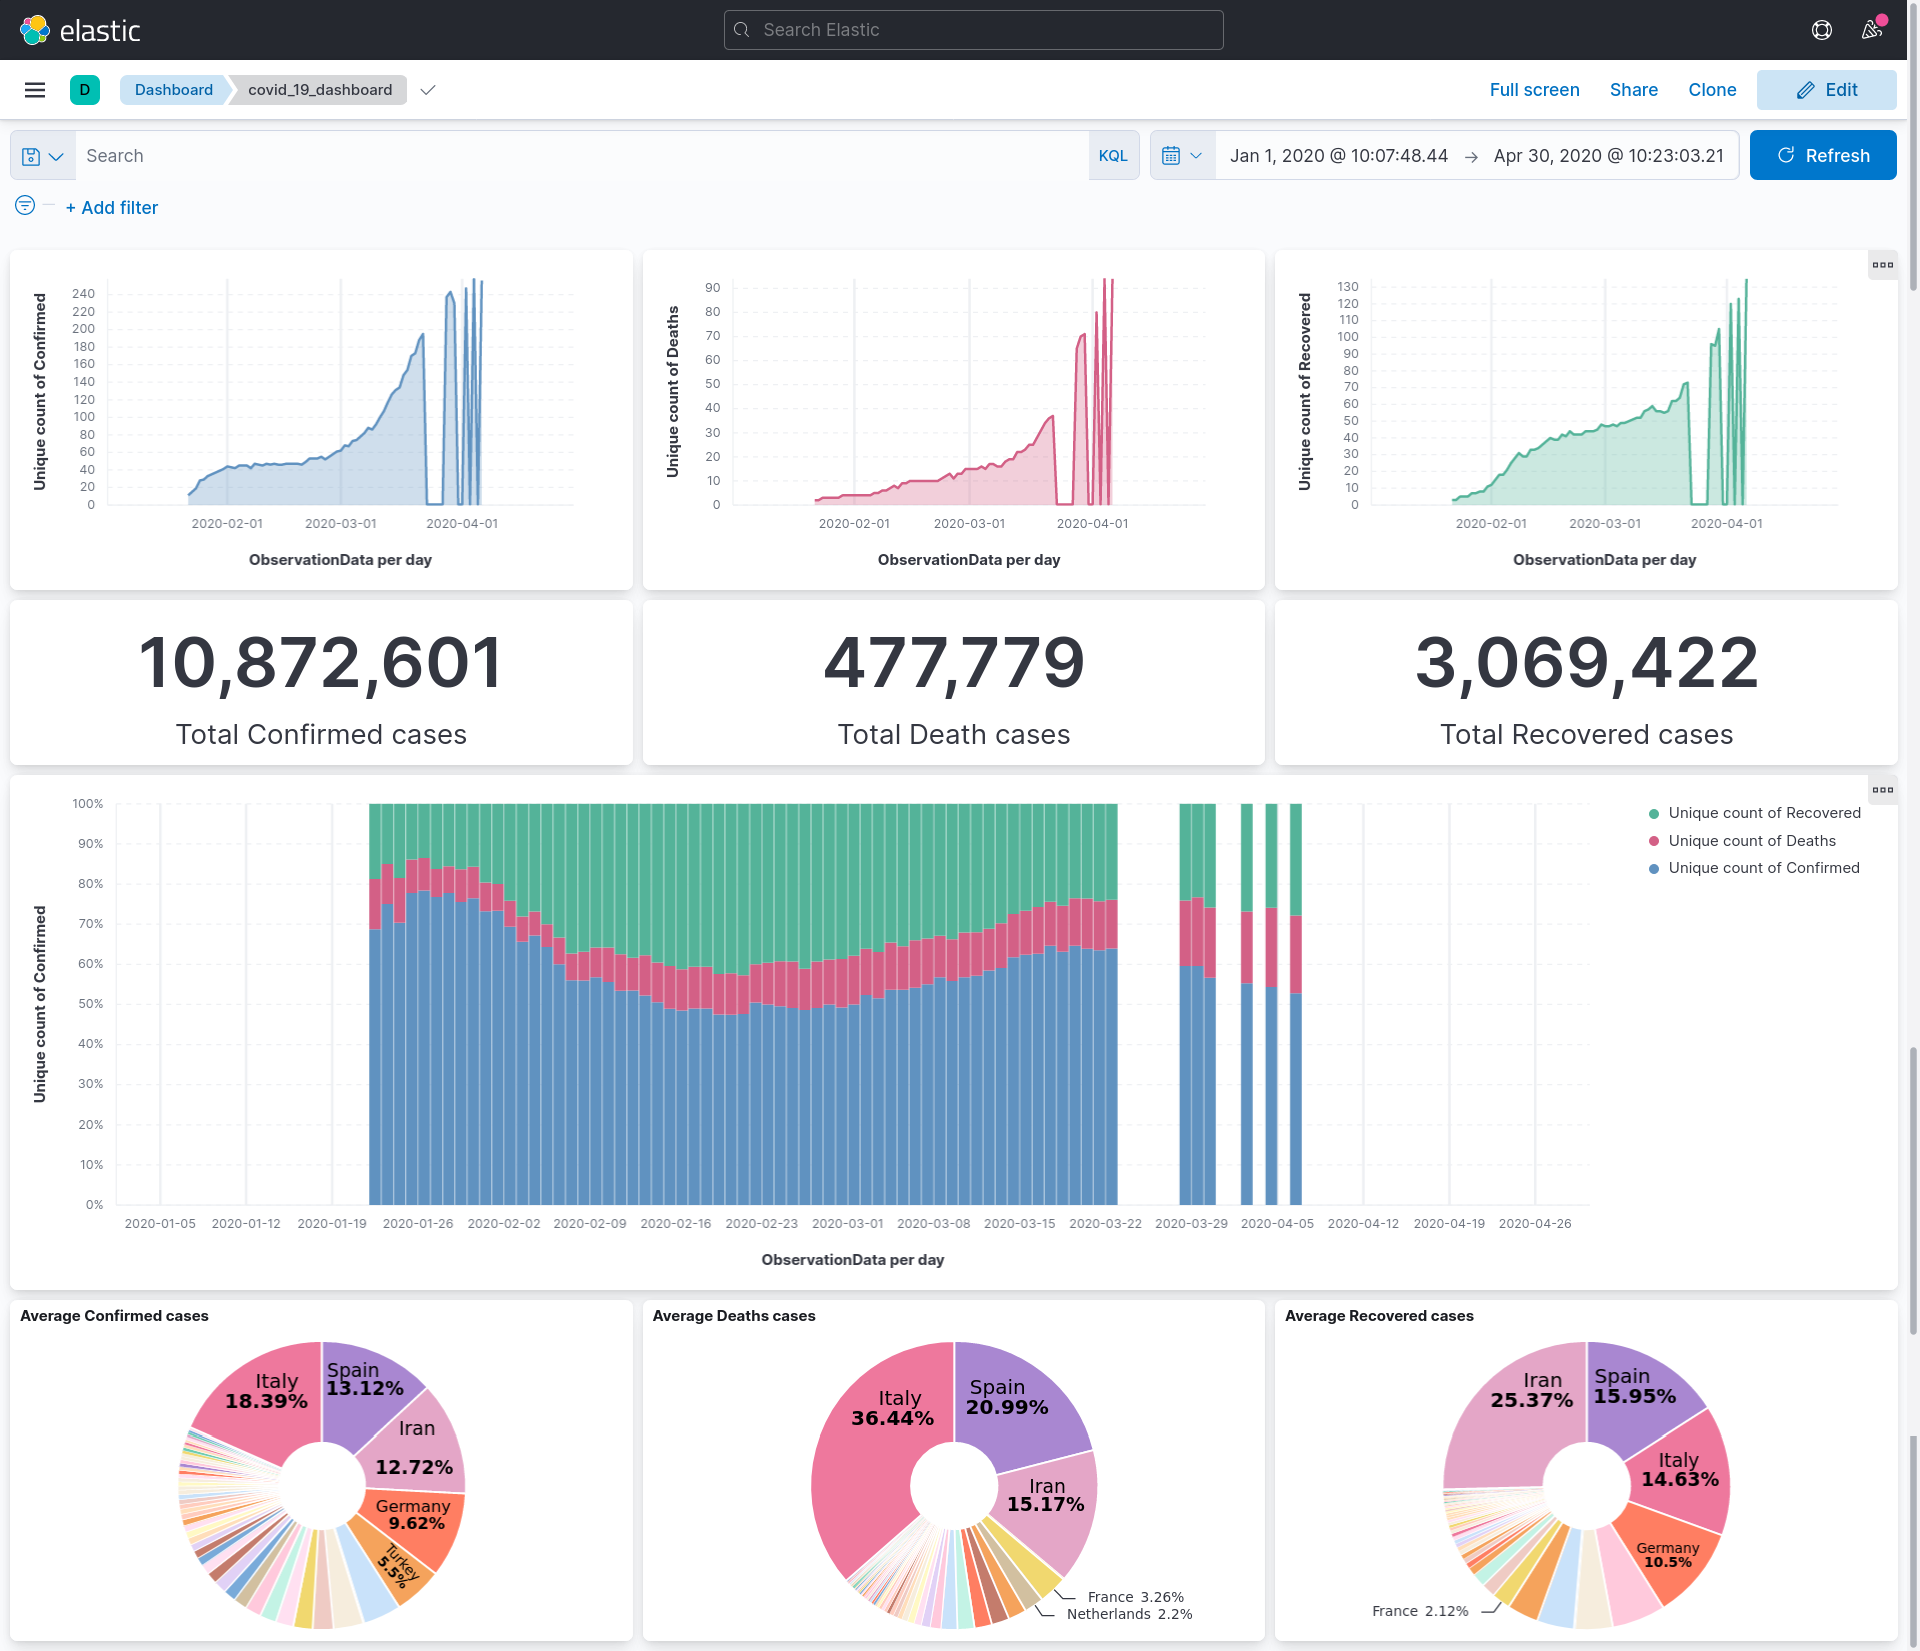 elastic
Search Elastic
D
Dashboard
covid_19_dashboard
Full screen
Share
Clone
Edit
Search
KQL
Jan 1, 2020 @ 10:07:48.44 → Apr 30, 2020 @ 10:23:03.21
Refresh
+ Add filter
Unique count of Confirmed
240
220
200
180
160
140
120
100
80
60
40
20
0
2020-02-01 2020-03-01 2020-04-01
ObservationData per day
Unique count of Deaths
90
80
70
60
50
40
30
20
10
0
2020-02-01 2020-03-01 2020-04-01
ObservationData per day
Unique count of Recovered
130
120
110
100
90
80
70
60
50
40
30
20
10
0
2020-02-01 2020-03-01 2020-04-01
ObservationData per day
10,872,601
Total Confirmed cases
477,779
Total Death cases
3,069,422
Total Recovered cases
Unique count of Confirmed
100%
90%
80%
70%
60%
50%
40%
30%
20%
10%
0%
2020-01-05 2020-01-12 2020-01-19 2020-01-26 2020-02-02 2020-02-09 2020-02-16 2020-02-23 2020-03-01 2020-03-08 2020-03-15 2020-03-22 2020-03-29 2020-04-05 2020-04-12 2020-04-19 2020-04-26
ObservationData per day
Unique count of Recovered
Unique count of Deaths
Unique count of Confirmed
Average Confirmed cases
Italy
18.39%
Spain
13.12%
Iran
12.72%
Germany
9.62%
Turkey
5.5%
Average Deaths cases
Italy
36.44%
Spain
20.99%
Iran
15.17%
France 3.26%
Netherlands 2.2%
Average Recovered cases
Iran
25.37%
Spain
15.95%
Italy
14.63%
Germany
10.5%
France 2.12%